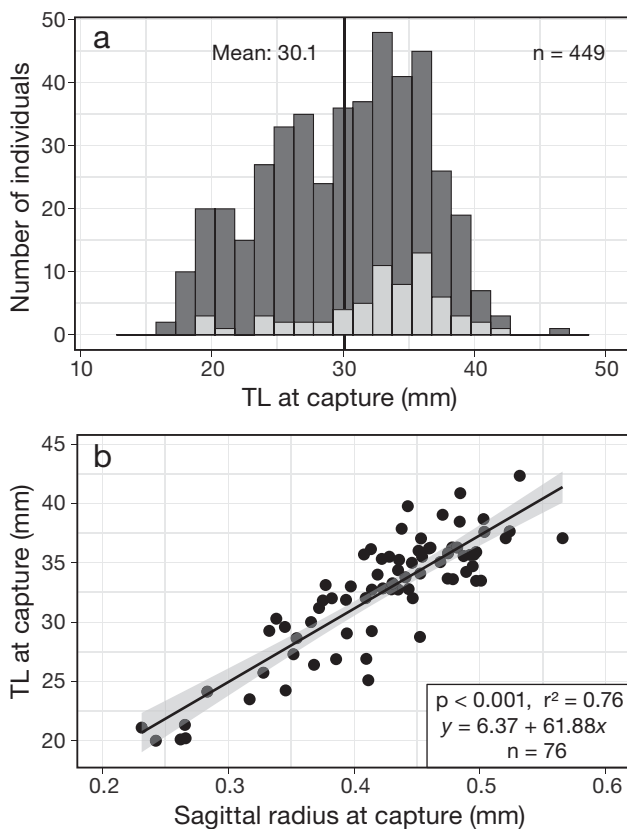 a
Mean: 30.1
n = 449
50
40
30
20
10
0
Number of individuals
10 20 30 40 50
TL at capture (mm)
b
45
40
35
30
25
20
TL at capture (mm)
p < 0.001, r² = 0.76
y = 6.37 + 61.88x
n = 76
0.2 0.3 0.4 0.5 0.6
Sagittal radius at capture (mm)